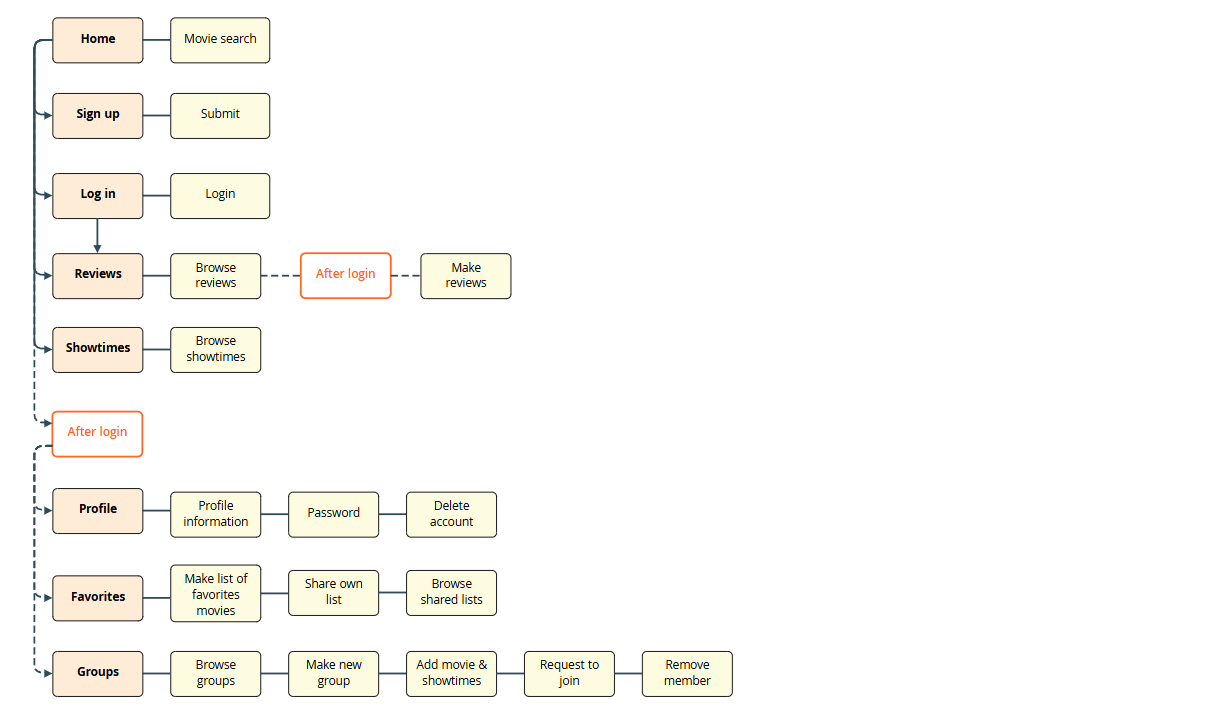 Home
Movie search
Sign up
Submit
Log in
Login
Reviews
Browse
reviews
After login
Make
reviews
Showtimes
Browse
showtimes
After login
Profile
Profile
information
Password
Delete
account
Favorites
Make list of
favorites
movies
Share own
list
Browse
shared lists
Groups
Browse
groups
Make new
group
Add movie &
showtimes
Request to
join
Remove
member